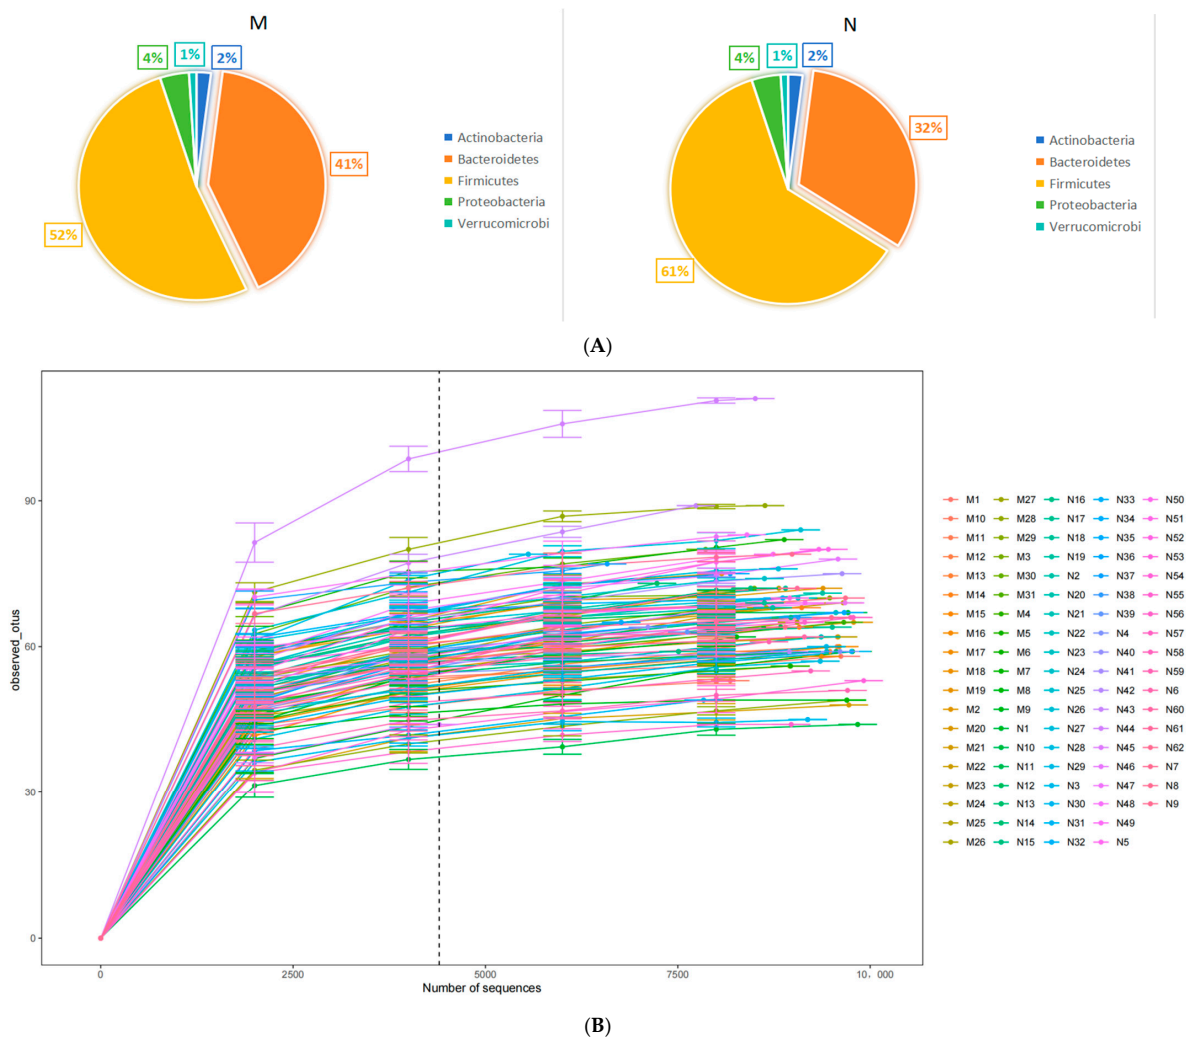 M
4%
1%
2%
41%
52%
Actinobacteria
Bacteroidetes
Firmicutes
Proteobacteria
Verrucomicrobi
N
4%
1%
2%
32%
61%
Actinobacteria
Bacteroidetes
Firmicutes
Proteobacteria
Verrucomicrobi
(A)
observed_otus
90
60
30
0
0 2500 5000 7500 10,000
Number of sequences
M1 M27 N16 N33 N50
M10 M28 N17 N34 N51
M11 M29 N18 N35 N52
M12 M3 N19 N36 N53
M13 M30 N2 N37 N54
M14 M31 N20 N38 N55
M15 M4 N21 N39 N56
M16 M5 N22 N4 N57
M17 M6 N23 N40 N58
M18 M7 N24 N41 N59
M19 M8 N25 N42 N6
M2 M9 N26 N43 N60
M20 N1 N27 N44 N61
M21 N10 N28 N45 N62
M22 N11 N29 N46 N7
M23 N12 N3 N47 N8
M24 N13 N30 N48 N9
M25 N14 N31 N49
M26 N15 N32 N5
(B)